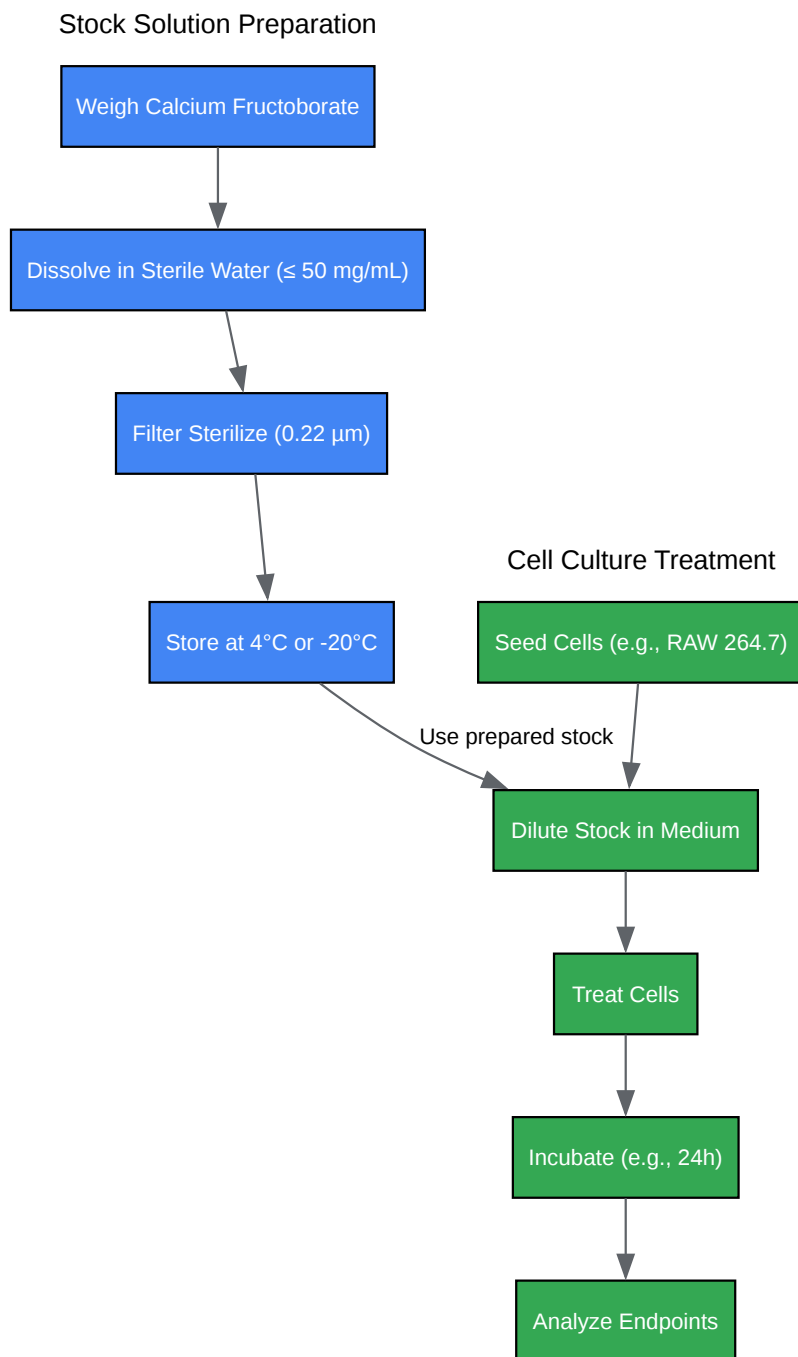 Stock Solution Preparation
Weigh Calcium Fructoborate
Dissolve in Sterile Water (≤ 50 mg/mL)
Filter Sterilize (0.22 µm)
Store at 4°C or -20°C
Cell Culture Treatment
Seed Cells (e.g., RAW 264.7)
Use prepared stock
Dilute Stock in Medium
Treat Cells
Incubate (e.g., 24h)
Analyze Endpoints